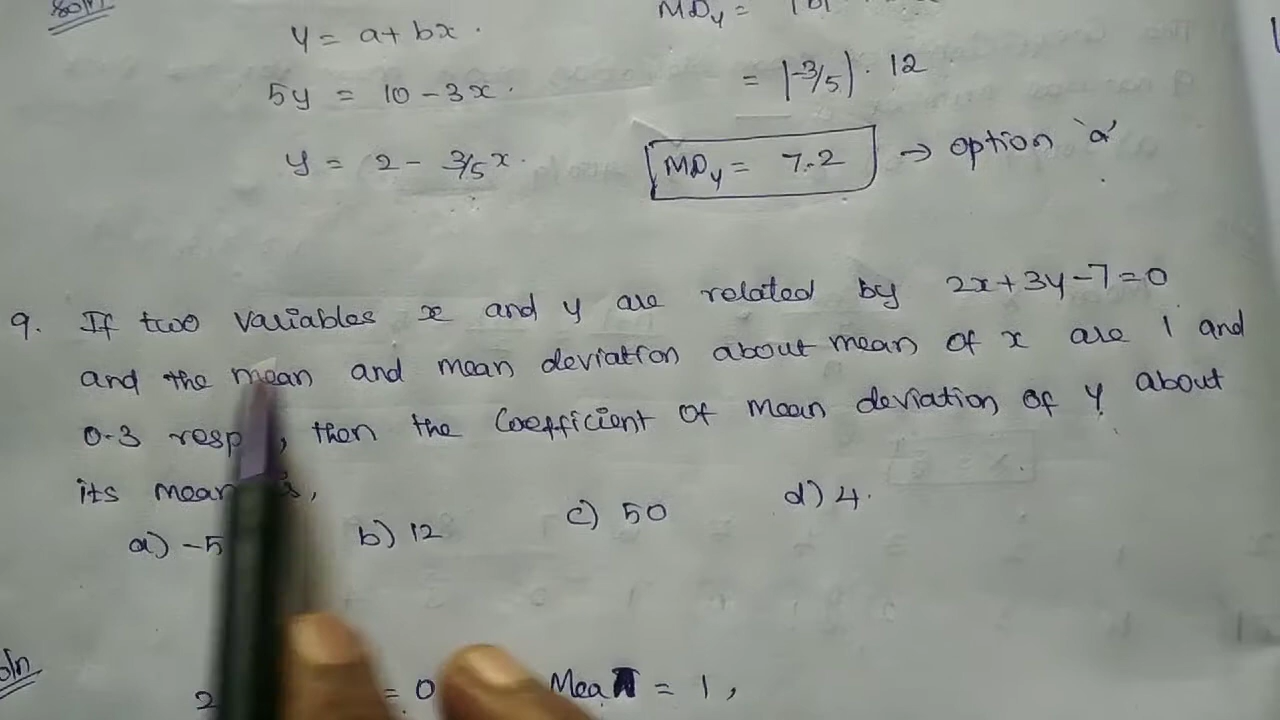 Soln
y = a + bx.
MDy = |b|
5y = 10 - 3x.
= |-3/5| . 12
y = 2 - 3/5 x.
MDy = 7.2 → option 'a'
9. If two variables x and y are related by 2x+3y-7=0
and the mean and mean deviation about mean of x are 1 and
0.3 resp, then the coefficient of mean deviation of y about
its mean is,
a) -5 b) 12 c) 50 d) 4.
2 = 0 Mean = 1,